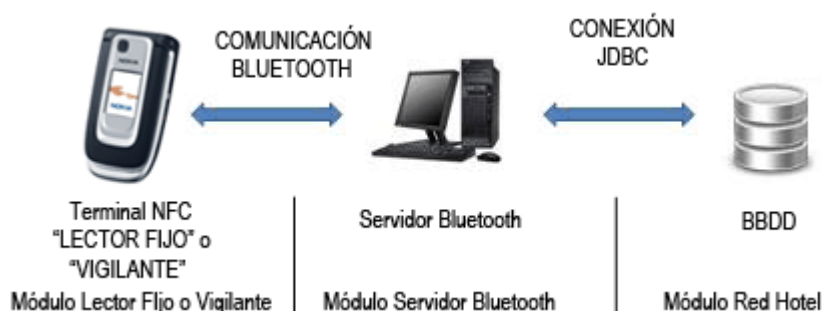 COMUNICACIÓN
BLUETOOTH
CONEXIÓN
JDBC
NOKIA
Terminal NFC
"LECTOR FIJO" o
"VIGILANTE"
Servidor Bluetooth
BBDD
Módulo Lector FIjo o Vigilante
Módulo Servidor Bluetooth
Módulo Red Hotel